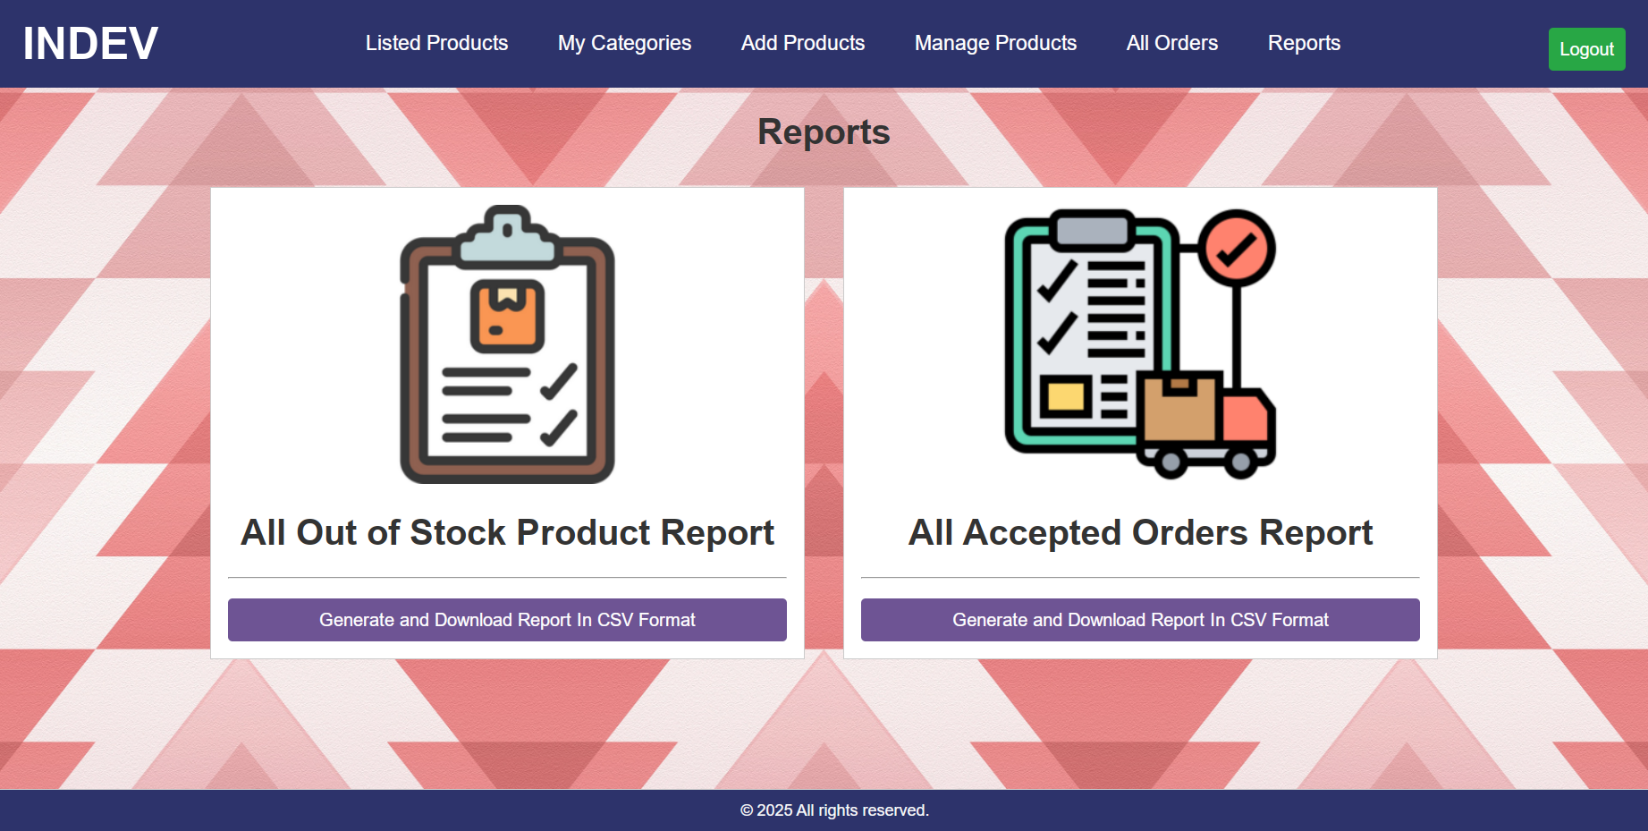 INDEV
Listed Products
My Categories
Add Products
Manage Products
All Orders
Reports
Logout
Reports
All Out of Stock Product Report
Generate and Download Report In CSV Format
All Accepted Orders Report
Generate and Download Report In CSV Format
© 2025 All rights reserved.